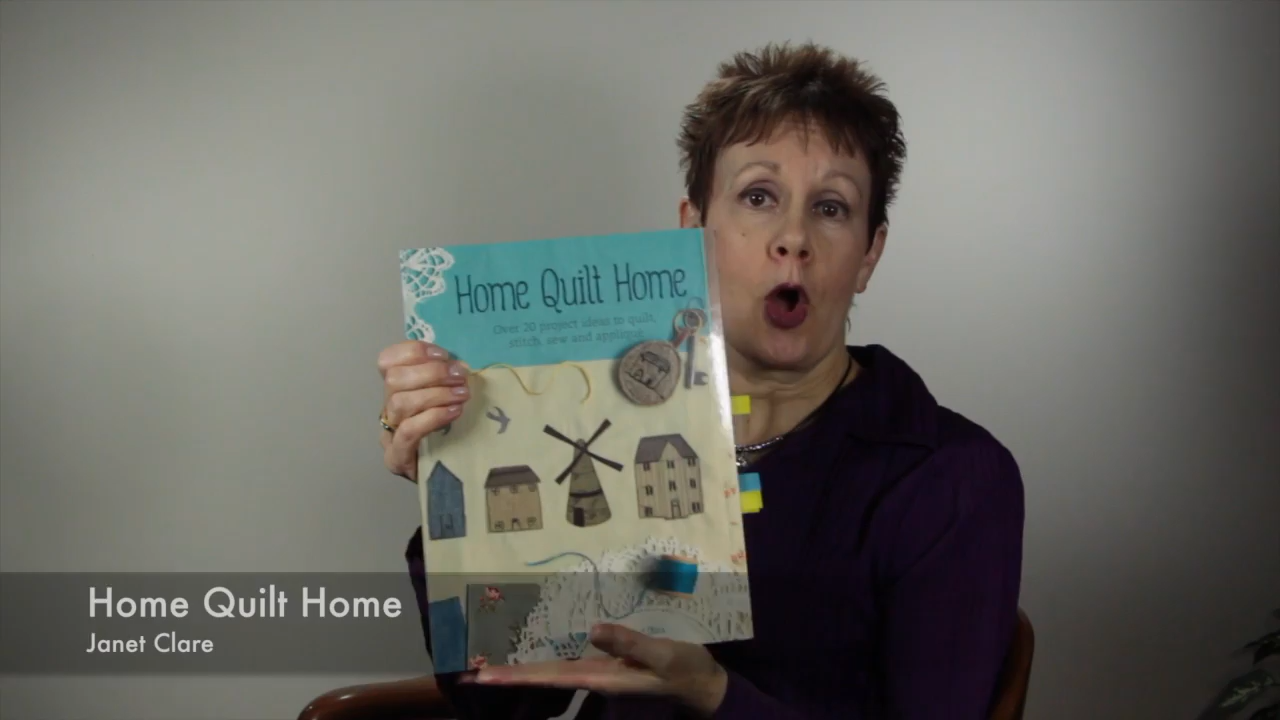 Home Quilt Home
Over 20 project ideas to quilt,
stitch, sew and appliqué
Home Quilt Home
Janet Clare